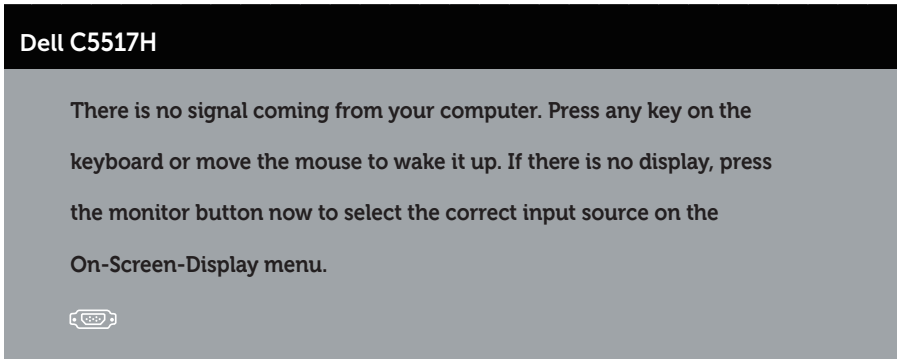 Dell C5517H
There is no signal coming from your computer. Press any key on the
keyboard or move the mouse to wake it up. If there is no display, press
the monitor button now to select the correct input source on the
On-Screen-Display menu.